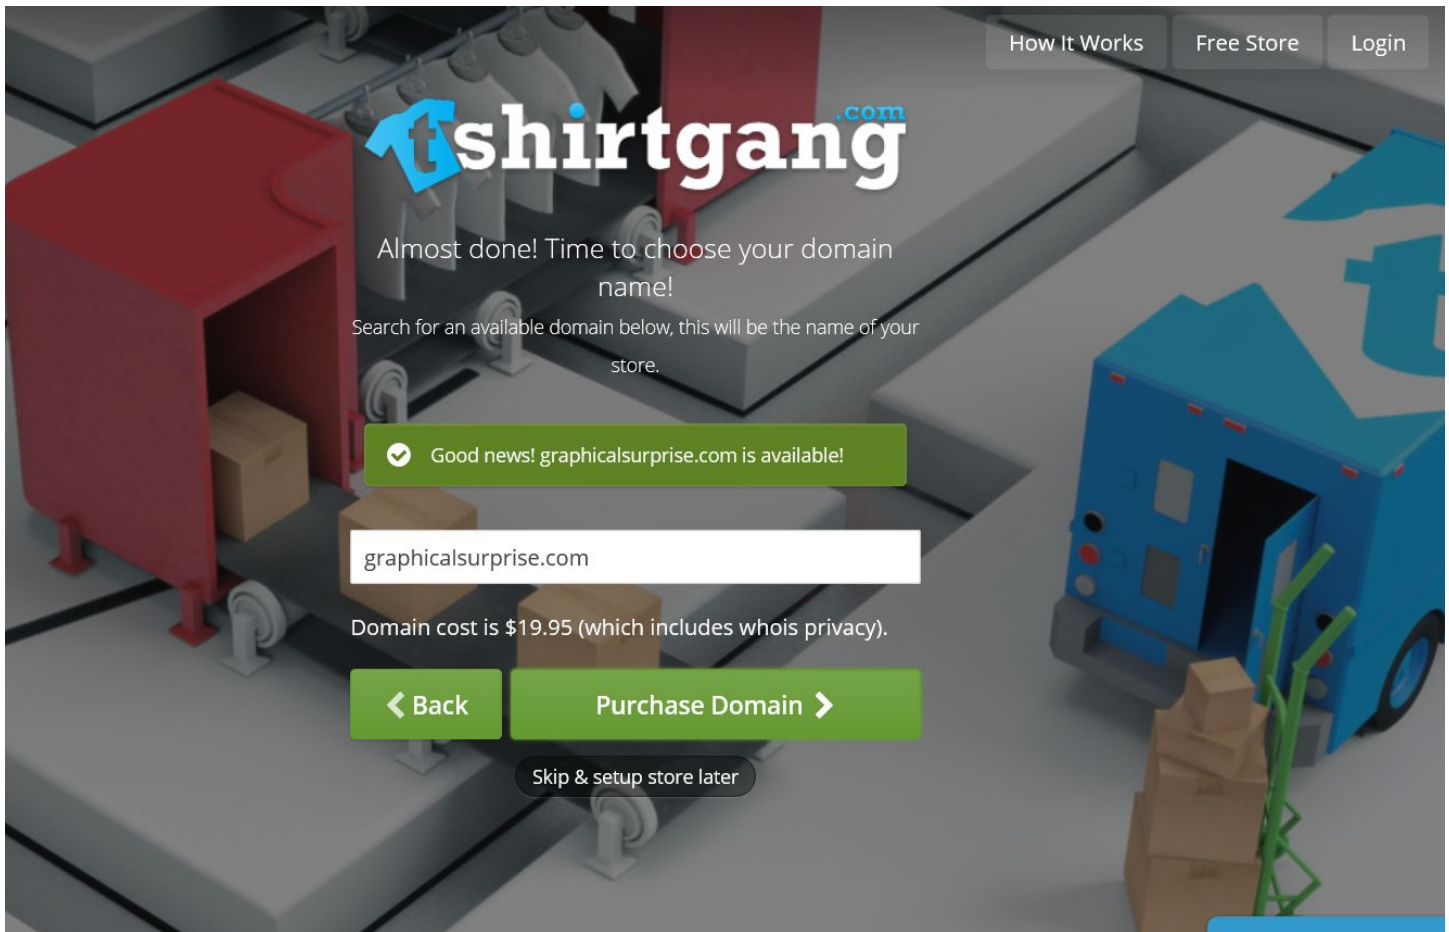 How It Works
Free Store
Login
tshirtgang.com
Almost done! Time to choose your domain
name!
Search for an available domain below, this will be the name of your
store.
Good news! graphicalsurprise.com is available!
graphicalsurprise.com
Domain cost is $19.95 (which includes whois privacy).
Back
Purchase Domain
Skip & setup store later
t